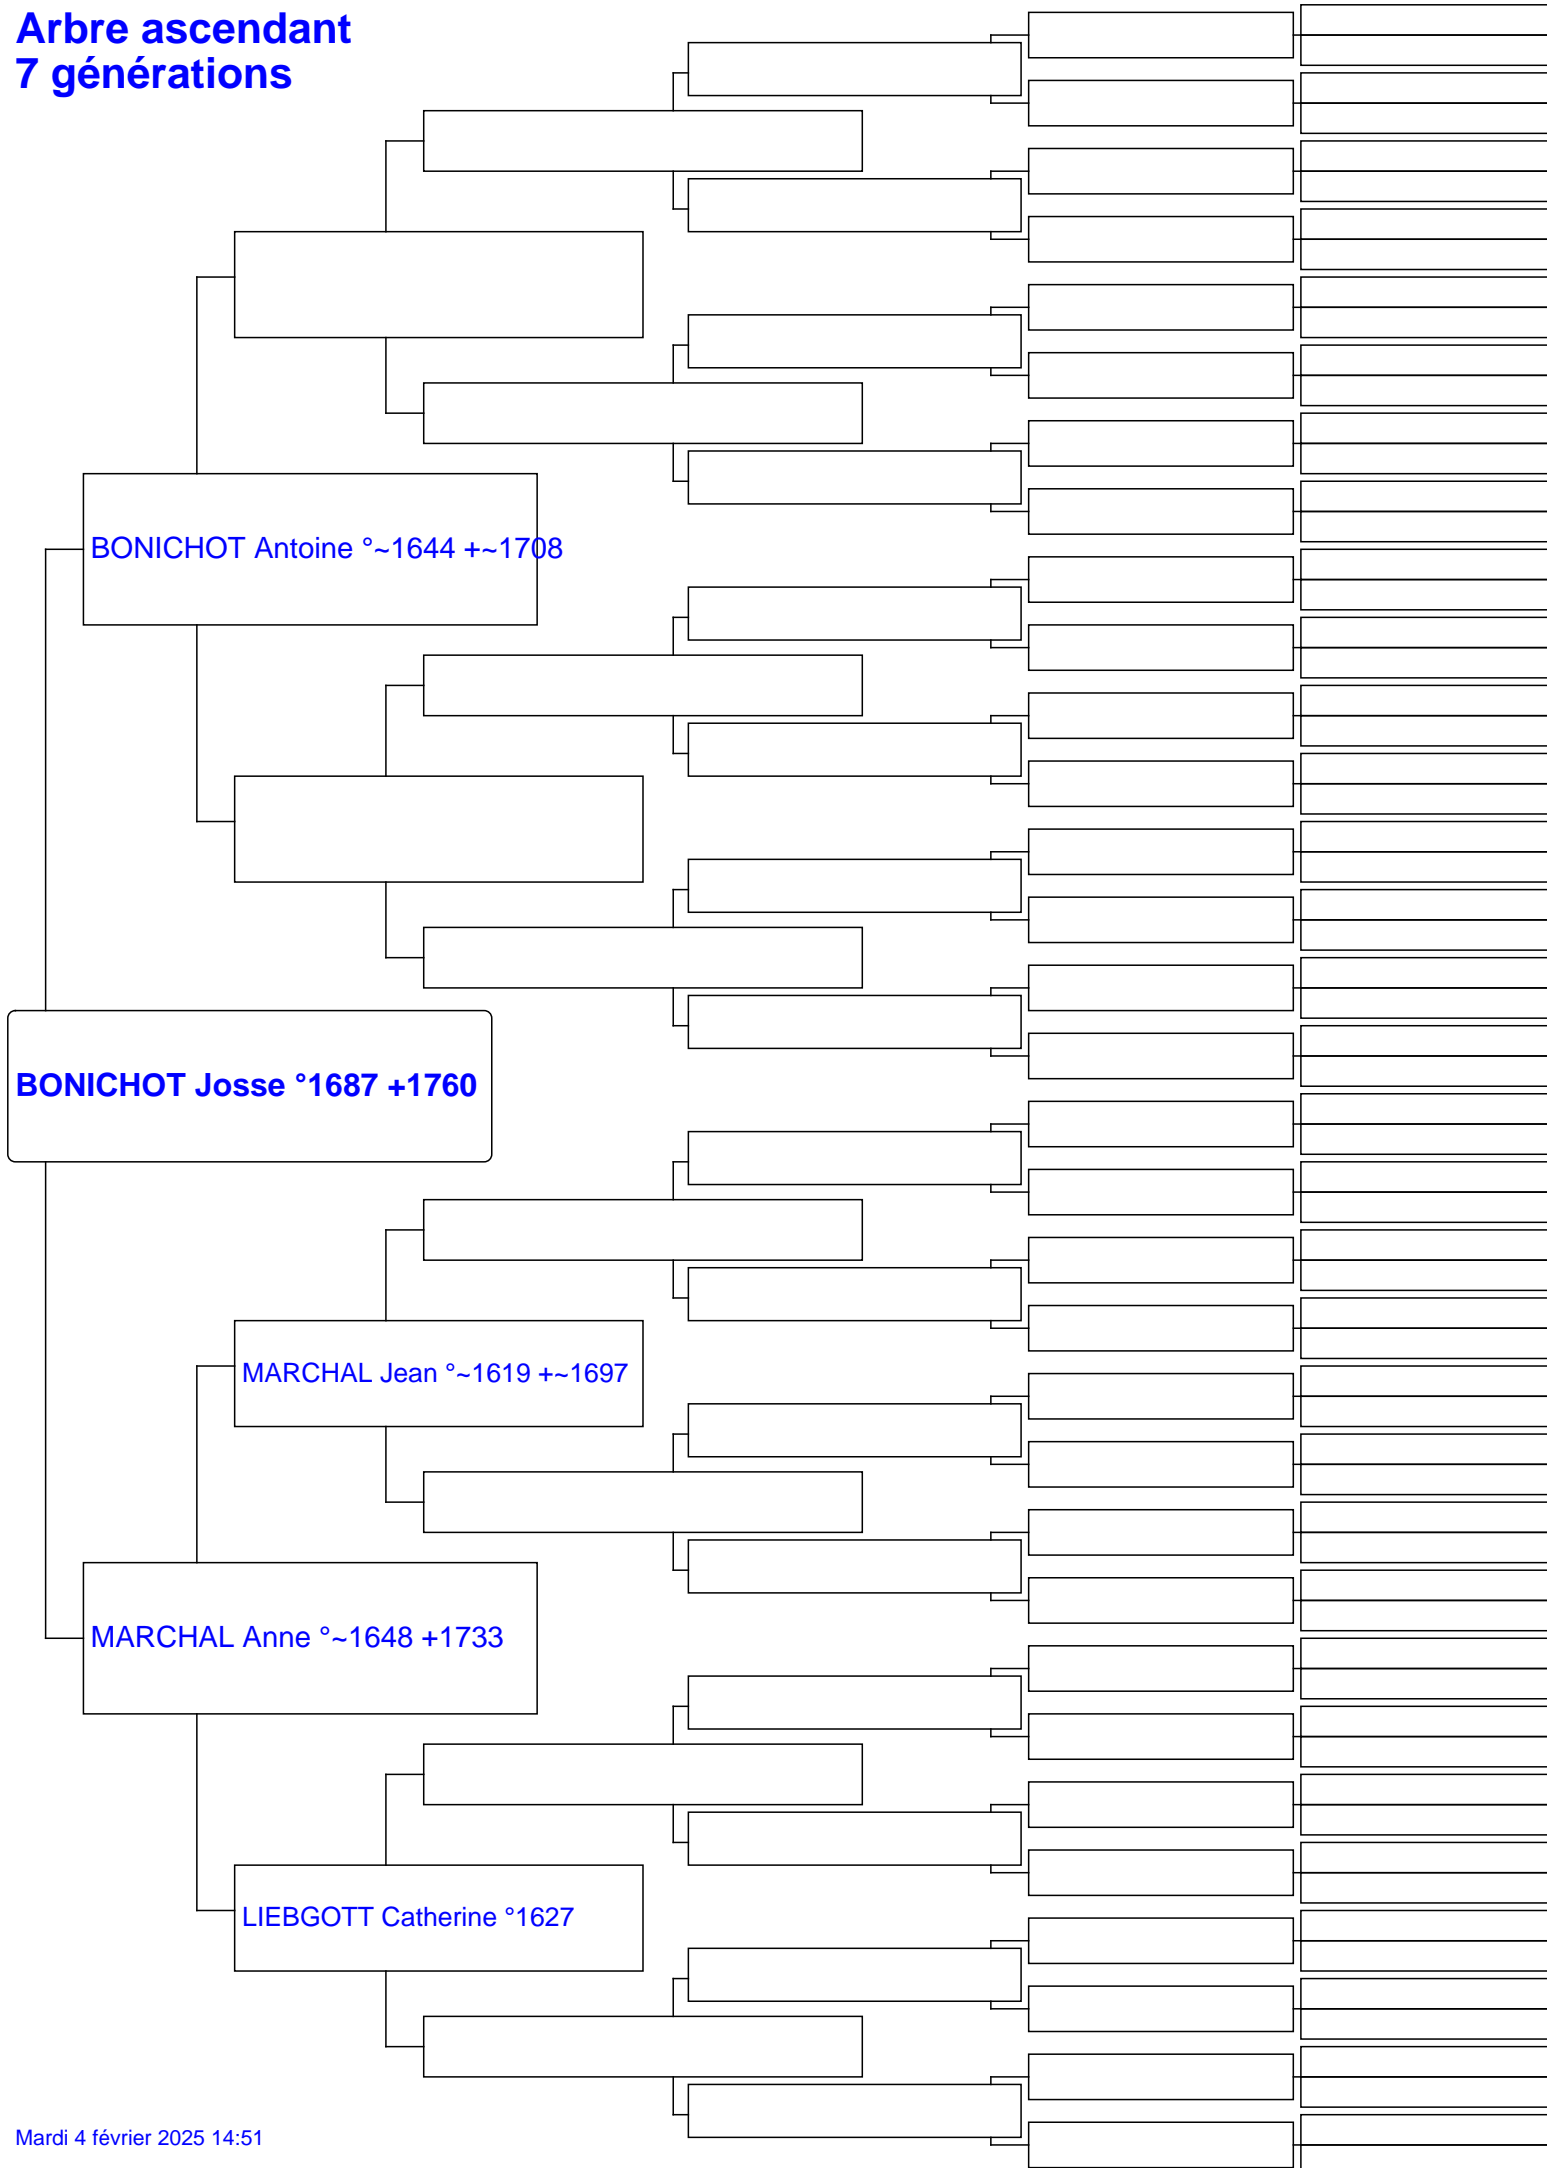 Arbre ascendant
7 générations
BONICHOT Antoine °~1644 +~1708
BONICHOT Josse °1687 +1760
MARCHAL Jean °~1619 +~1697
MARCHAL Anne °~1648 +1733
LIEBGOTT Catherine °1627
Mardi 4 février 2025 14:51